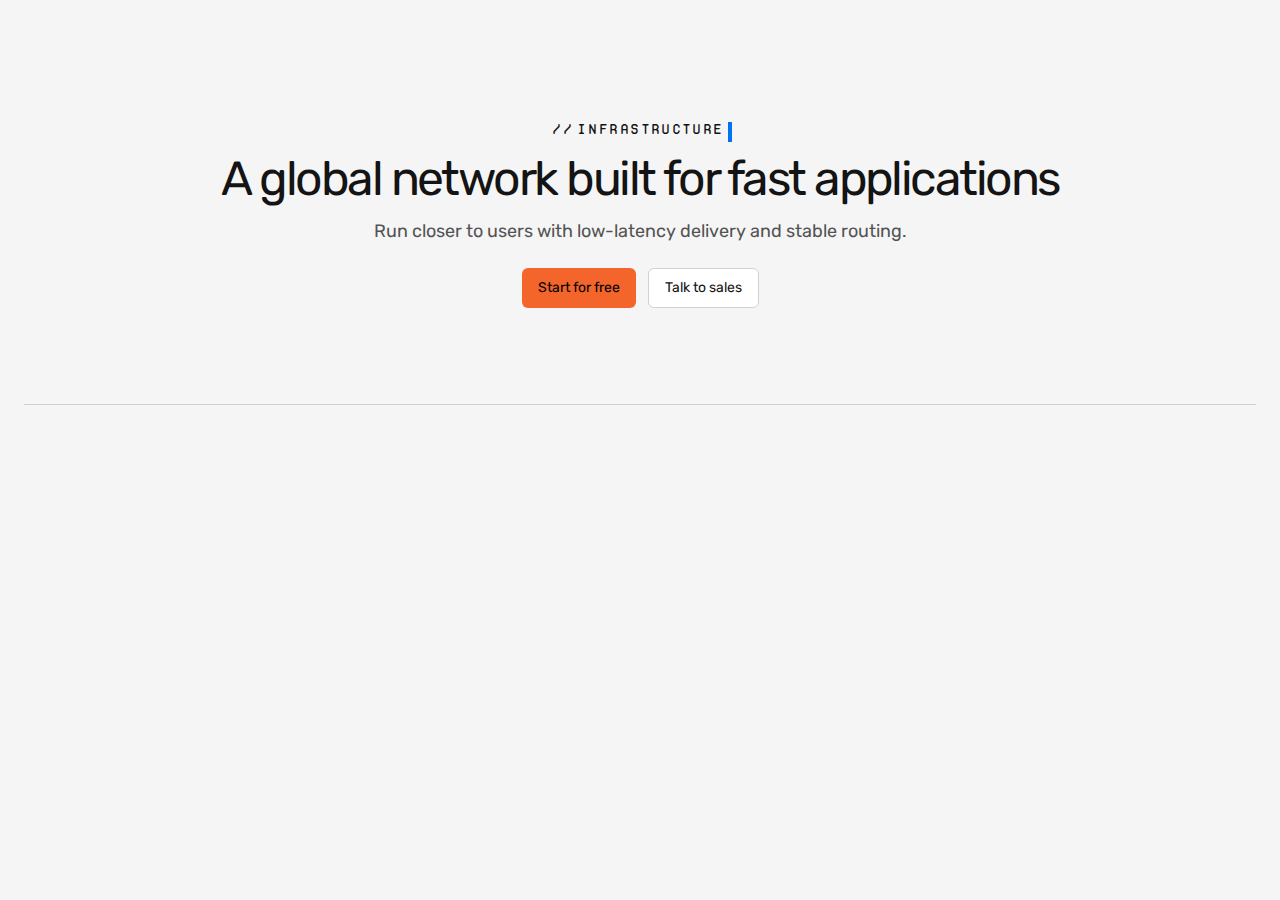 // INFRASTRUCTURE
A global network built for fast applications
Run closer to users with low-latency delivery and stable routing.
Start for free
Talk to sales